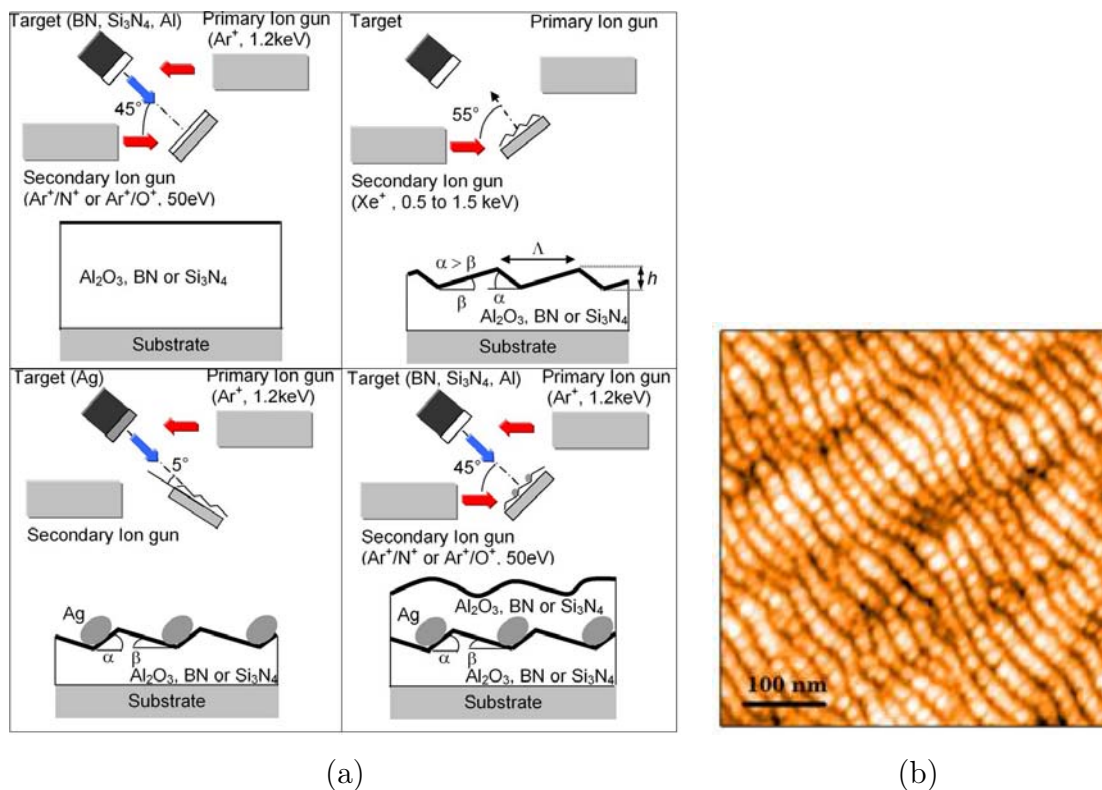 Target (BN, Si₃N₄, Al)
Primary Ion gun
(Ar⁺, 1.2keV)
45°
Secondary Ion gun
(Ar⁺/N⁺ or Ar⁺/O⁺, 50eV)
Al₂O₃, BN or Si₃N₄
Substrate
Target
Primary Ion gun
55°
Secondary Ion gun
(Xe⁺, 0.5 to 1.5 keV)
α > β
Λ
h
β
α
Al₂O₃, BN or Si₃N₄
Substrate
Target (Ag)
Primary Ion gun
(Ar⁺, 1.2keV)
5°
Secondary Ion gun
Ag
α
β
Al₂O₃, BN or Si₃N₄
Substrate
Target (BN, Si₃N₄, Al)
Primary Ion gun
(Ar⁺, 1.2keV)
45°
Secondary Ion gun
(Ar⁺/N⁺ or Ar⁺/O⁺, 50eV)
Ag
Al₂O₃, BN or Si₃N₄
α
β
Al₂O₃, BN or Si₃N₄
Substrate
100 nm
(a)
(b)